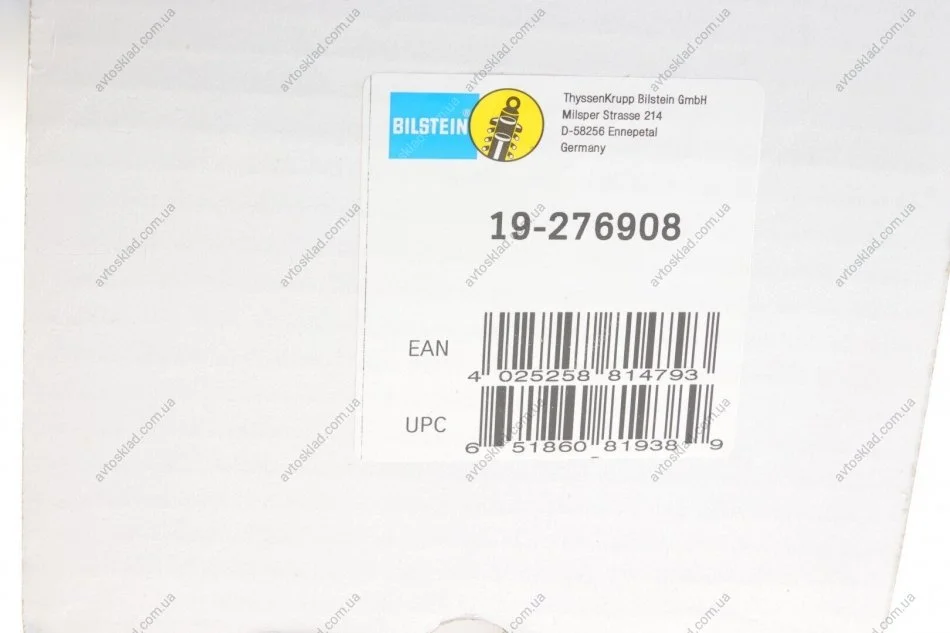 BILSTEIN®
ThyssenKrupp Bilstein GmbH
Milsper Strasse 214
D-58256 Ennepetal
Germany
19-276908
EAN
4 025258 814793
UPC
6 51860 81938 9
avtosklad.com.ua